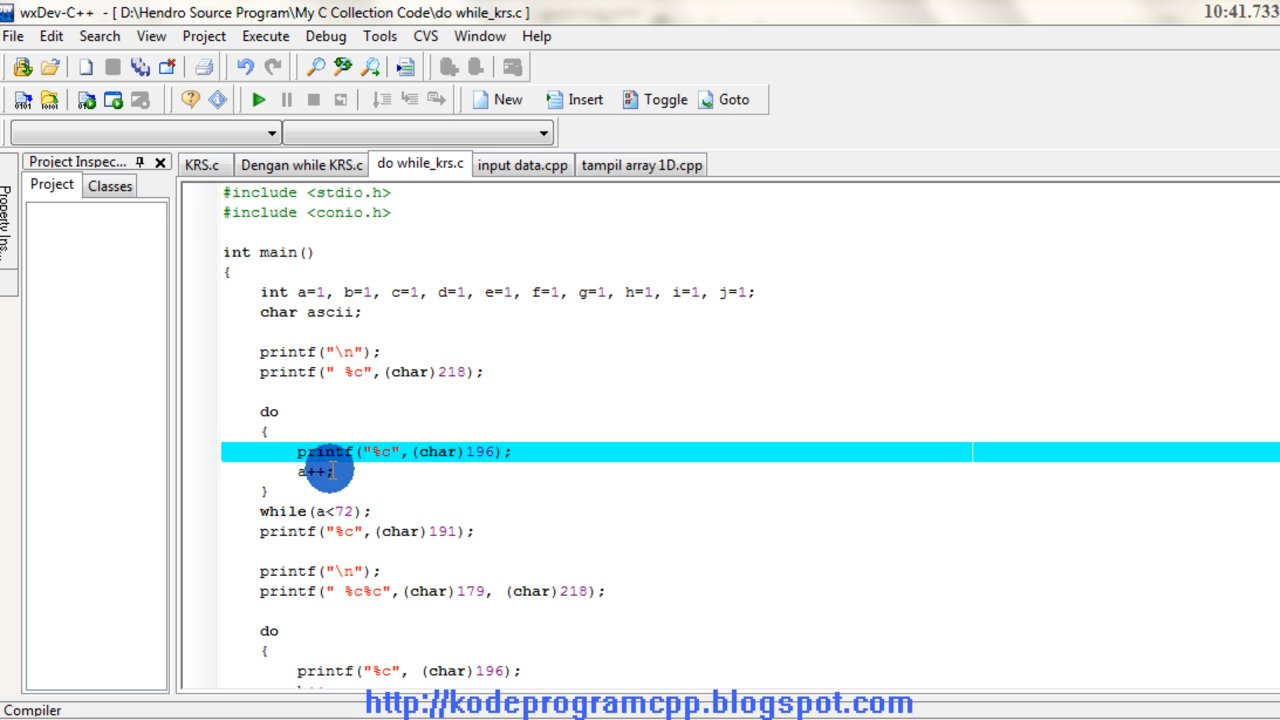 wxDev-C++ - [ D:\Hendro Source Program\My C Collection Code\do while_krs.c ]
10:41.733
File Edit Search View Project Execute Debug Tools CVS Window Help
New Insert Toggle Goto
Project Inspec...
KRS.c Dengan while KRS.c do while_krs.c input data.cpp tampil array 1D.cpp
Project Classes
Property Ins...
#include <stdio.h>
#include <conio.h>
int main()
{
int a=1, b=1, c=1, d=1, e=1, f=1, g=1, h=1, i=1, j=1;
char ascii;
printf("\n");
printf(" %c",(char)218);
do
{
printf("%c",(char)196);
a++;
}
while(a<72);
printf("%c",(char)191);
printf("\n");
printf(" %c%c",(char)179, (char)218);
do
{
printf("%c", (char)196);
http://kodeprogramcpp.blogspot.com
Compiler